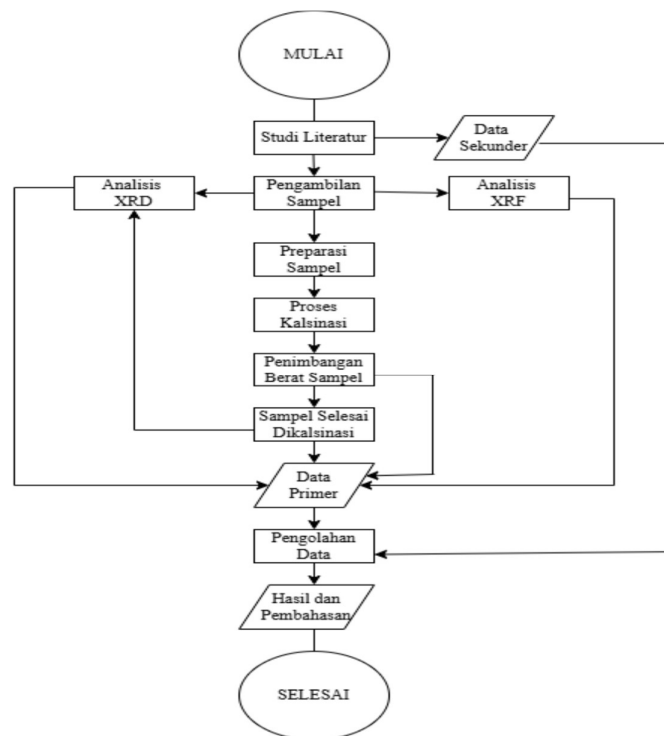 MULAI
Studi Literatur
Data
Sekunder
Analisis
XRD
Pengambilan
Sampel
Analisis
XRF
Preparasi
Sampel
Proses
Kalsinasi
Penimbangan
Berat Sampel
Sampel Selesai
Dikalsinasi
Data
Primer
Pengolahan
Data
Hasil dan
Pembahasan
SELESAI